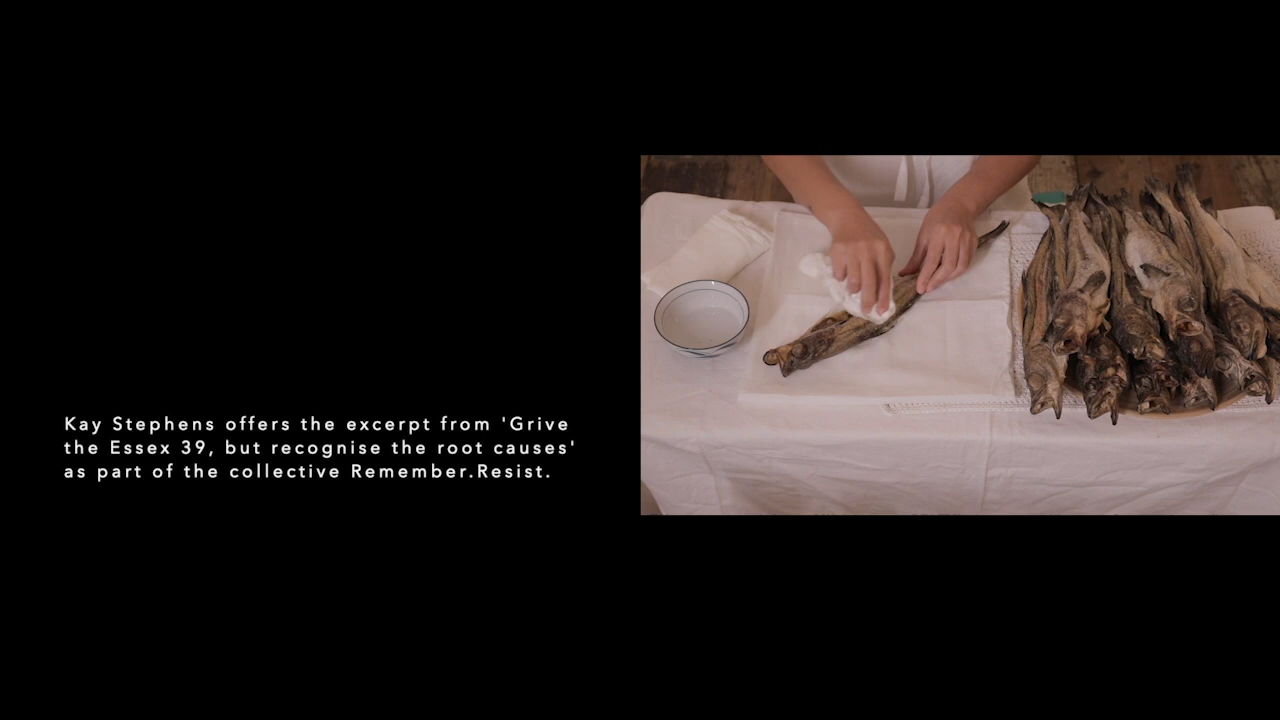 Kay Stephens offers the excerpt from 'Grive
the Essex 39, but recognise the root causes'
as part of the collective Remember.Resist.